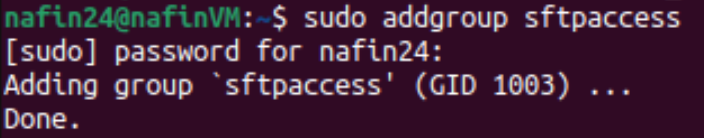 nafin24@nafinVM:~$ sudo addgroup sftpaccess
[sudo] password for nafin24:
Adding group `sftpaccess' (GID 1003) ...
Done.